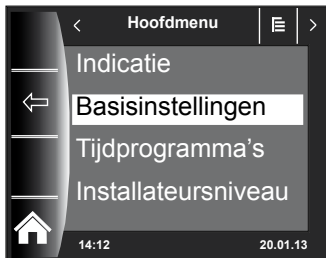 Hoofdmenu
Indicatie
Basisinstellingen
Tijdprogramma's
Installateursniveau
14:12 20.01.13